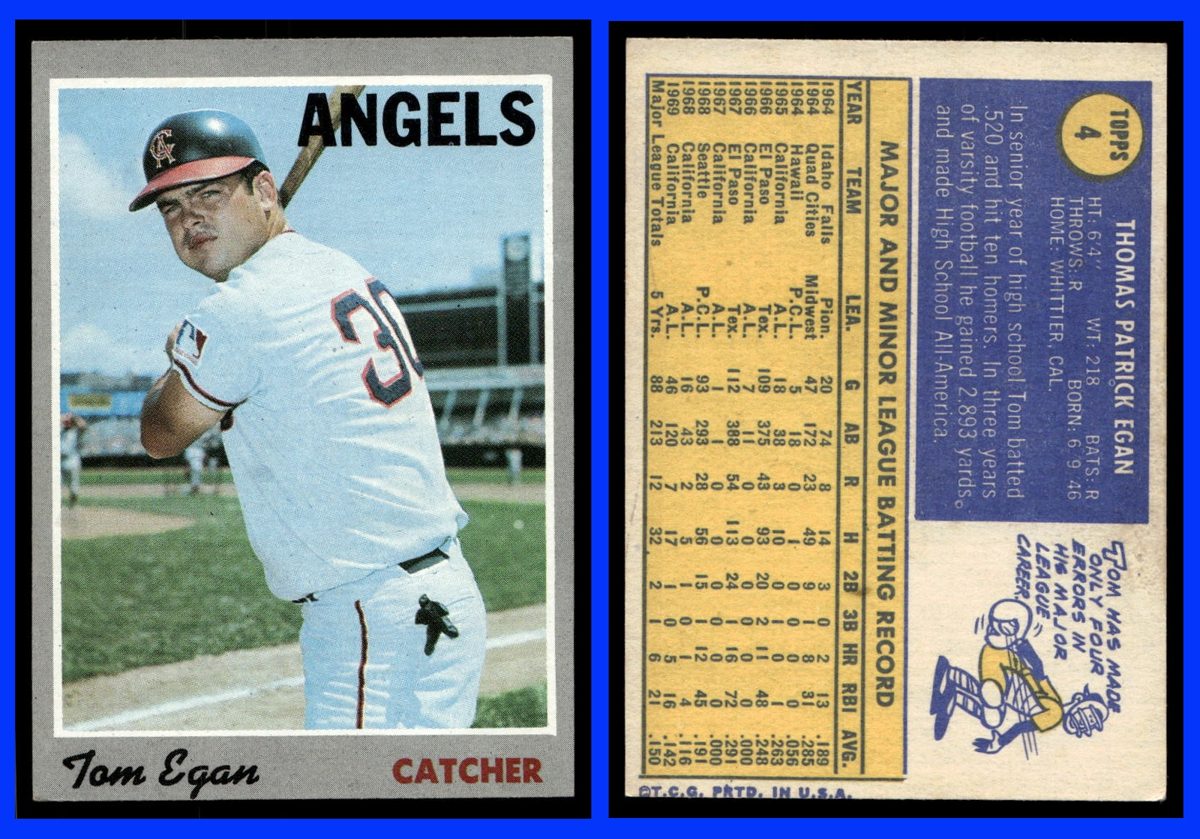 ANGELS
CA
30
Tom Egan
CATCHER
TOPPS
4
THOMAS PATRICK EGAN
HT: 6'4" WT: 218 BATS: R
THROWS: R BORN: 6 9 46
HOME: WHITTIER, CAL.
In senior year of high school, Tom batted
.520 and hit ten homers. In three years
of varsity football he gained 2,893 yards
and made High School All-America.
TOM HAS MADE
ONLY FOUR
ERRORS IN
HIS MAJOR
LEAGUE
CAREER.
MAJOR AND MINOR LEAGUE BATTING RECORD
YEAR TEAM LEA. G AB R H 2B 3B HR RBI AVG.
1964 Idaho Falls Pion. 20 74 8 14 3 0 2 13 .189
1964 Quad Cities Midwest 47 172 23 49 9 1 8 31 .285
1964 Hawaii P.C.L. 5 18 0 1 0 0 0 0 .056
1965 California A.L. 18 38 3 10 0 1 0 1 .263
1966 El Paso Tex. 109 375 43 93 20 2 11 48 .248
1966 California A.L. 7 11 0 0 0 0 0 0 .000
1967 El Paso Tex. 112 388 54 113 24 1 16 72 .291
1967 California A.L. 1 1 0 0 0 0 0 0 .000
1968 Seattle P.C.L. 93 293 28 56 15 1 12 45 .191
1968 California A.L. 16 43 2 5 1 0 1 4 .116
1969 California A.L. 46 120 7 17 1 0 5 16 .142
Major League Totals 5 Yrs. 88 213 12 32 2 1 6 21 .150
©T.C.G. PRTD. IN U.S.A.